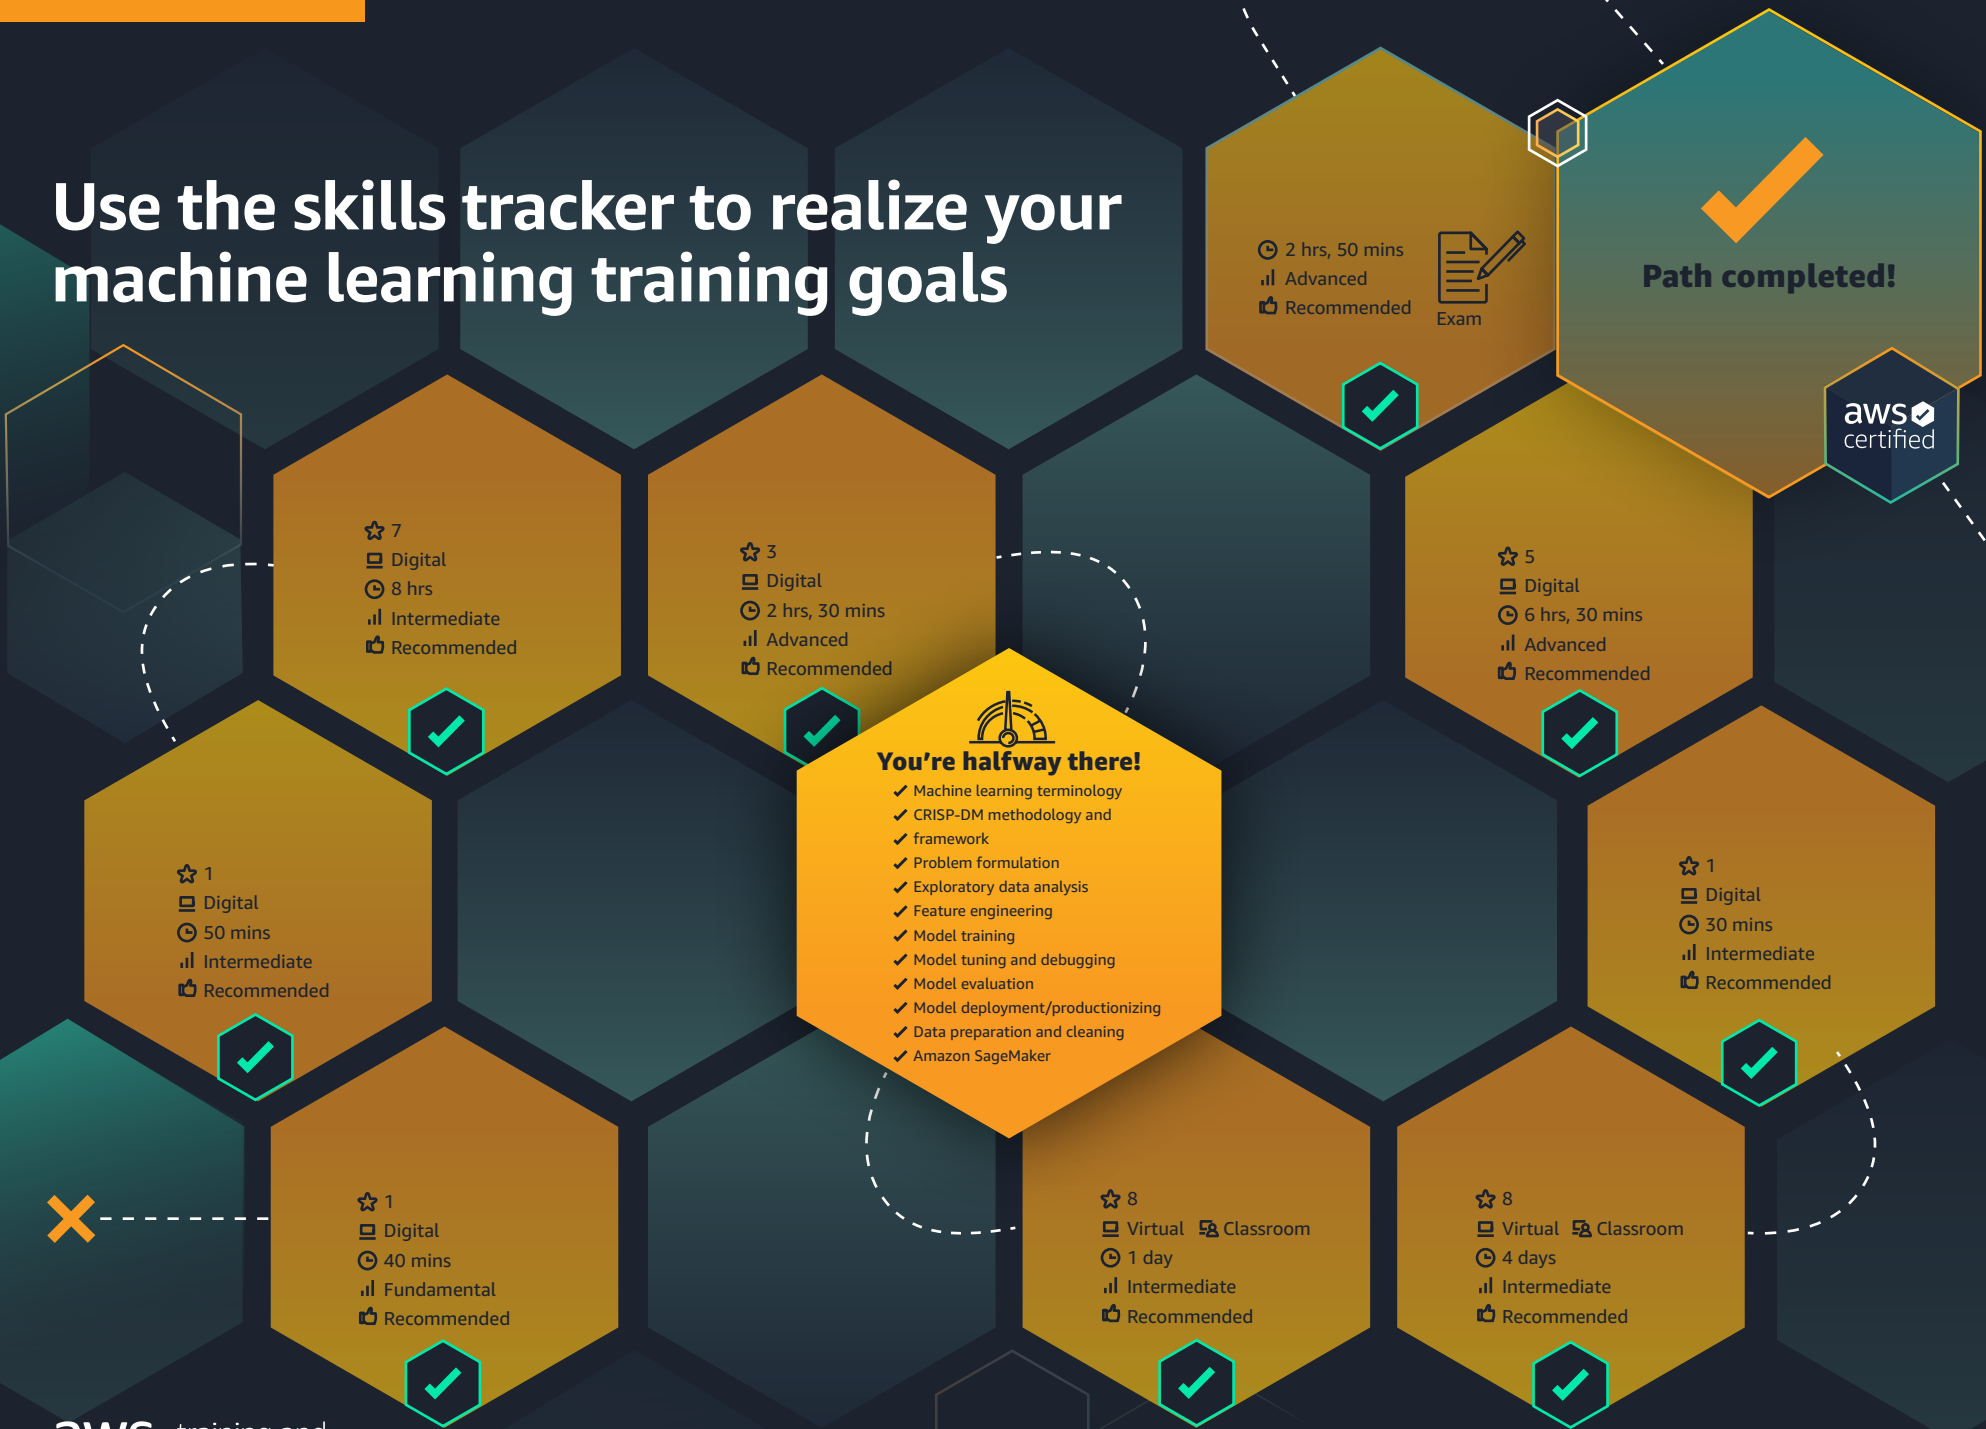 Use the skills tracker to realize your
machine learning training goals
2 hrs, 50 mins
Advanced
Recommended
Exam
Path completed!
aws
certified
7
Digital
8 hrs
Intermediate
Recommended
3
Digital
2 hrs, 30 mins
Advanced
Recommended
5
Digital
6 hrs, 30 mins
Advanced
Recommended
You're halfway there!
Machine learning terminology
CRISP-DM methodology and
framework
Problem formulation
Exploratory data analysis
Feature engineering
Model training
Model tuning and debugging
Model evaluation
Model deployment/productionizing
Data preparation and cleaning
Amazon SageMaker
1
Digital
50 mins
Intermediate
Recommended
1
Digital
30 mins
Intermediate
Recommended
1
Digital
40 mins
Fundamental
Recommended
8
Virtual Classroom
1 day
Intermediate
Recommended
8
Virtual Classroom
4 days
Intermediate
Recommended
aws training and